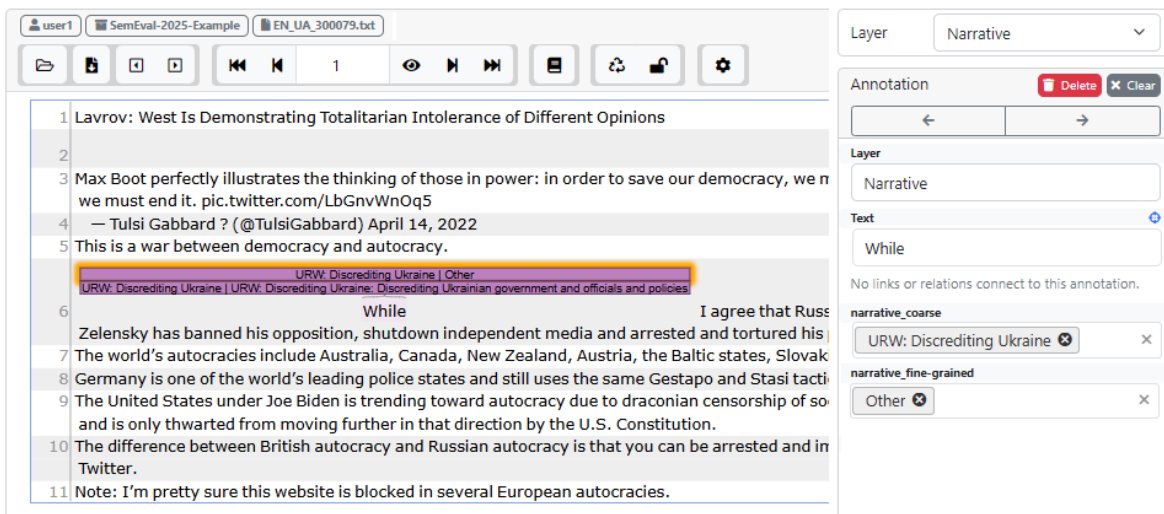 user1 SemEval-2025-Example EN_UA_300079.txt
1
1 Lavrov: West Is Demonstrating Totalitarian Intolerance of Different Opinions
2
3 Max Boot perfectly illustrates the thinking of those in power: in order to save our democracy, we m
we must end it. pic.twitter.com/LbGnvWnOq5
4 — Tulsi Gabbard ? (@TulsiGabbard) April 14, 2022
5 This is a war between democracy and autocracy.
URW: Discrediting Ukraine | Other
URW: Discrediting Ukraine | URW: Discrediting Ukraine: Discrediting Ukrainian government and officials and policies
6 While I agree that Russ
Zelensky has banned his opposition, shutdown independent media and arrested and tortured his
7 The world's autocracies include Australia, Canada, New Zealand, Austria, the Baltic states, Slovak
8 Germany is one of the world's leading police states and still uses the same Gestapo and Stasi tacti
9 The United States under Joe Biden is trending toward autocracy due to draconian censorship of so
and is only thwarted from moving further in that direction by the U.S. Constitution.
10 The difference between British autocracy and Russian autocracy is that you can be arrested and im
Twitter.
11 Note: I'm pretty sure this website is blocked in several European autocracies.
Layer Narrative
Annotation Delete Clear
Layer
Narrative
Text
While
No links or relations connect to this annotation.
narrative_coarse
URW: Discrediting Ukraine
narrative_fine-grained
Other